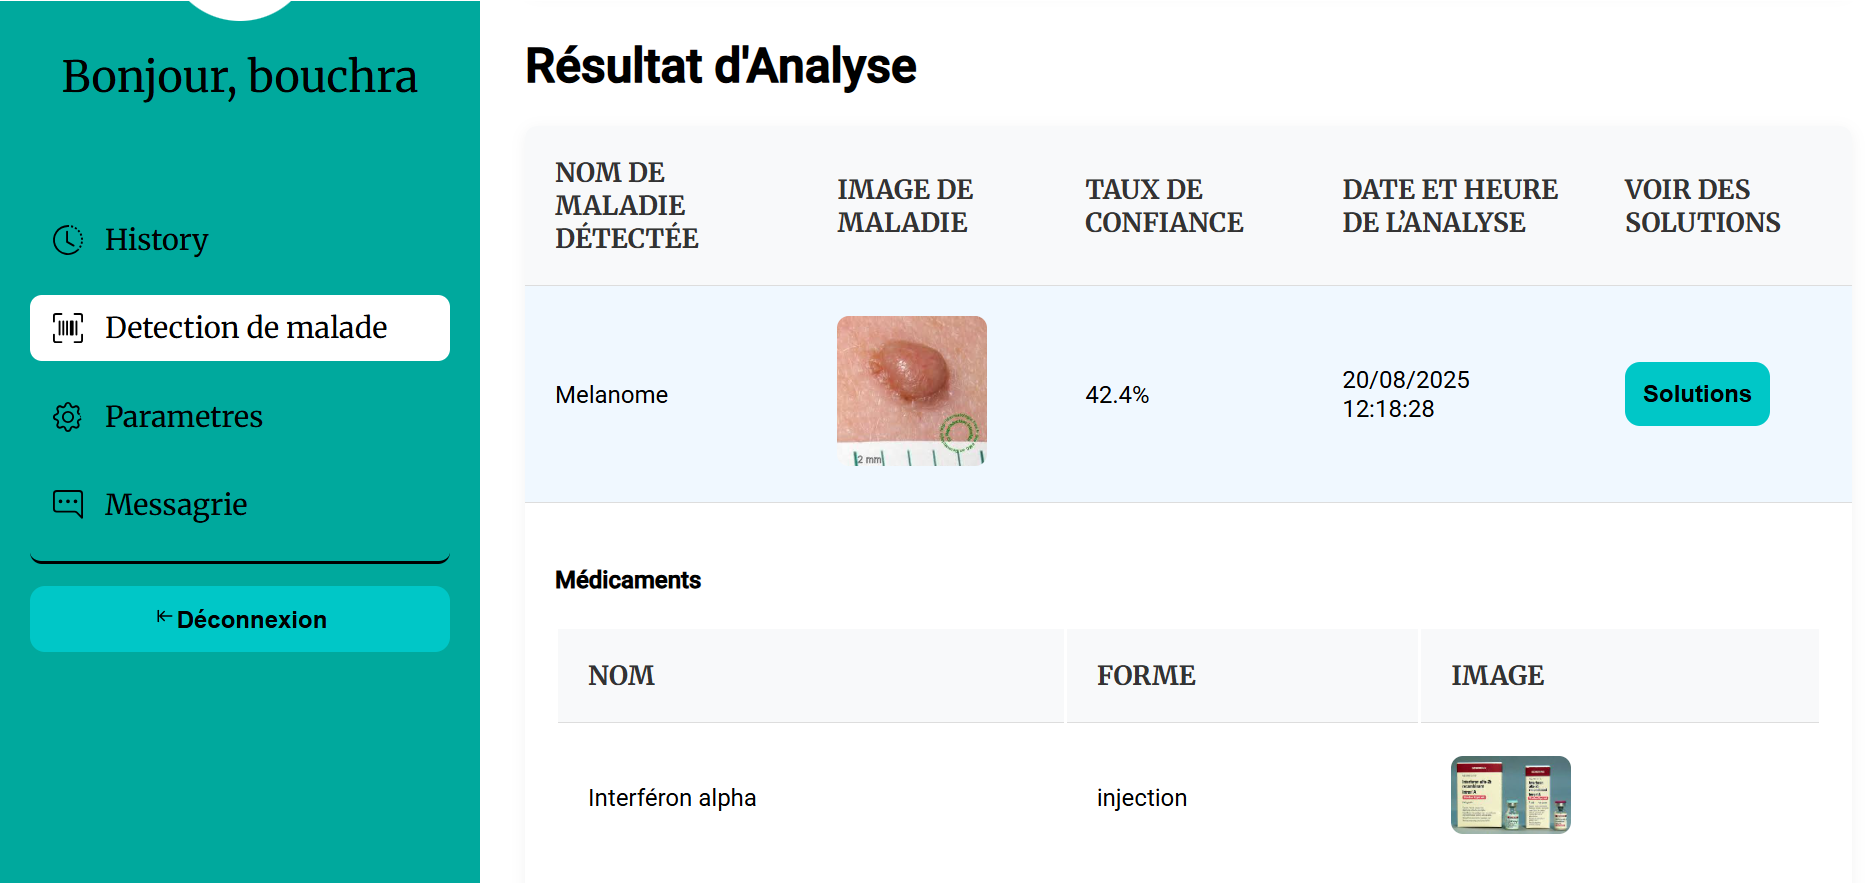 Bonjour, bouchra
History
Detection de malade
Parametres
Messagrie
Déconnexion
Résultat d'Analyse
NOM DE
MALADIE
DÉTECTÉE
IMAGE DE
MALADIE
TAUX DE
CONFIANCE
DATE ET HEURE
DE L’ANALYSE
VOIR DES
SOLUTIONS
Melanome
2 mm
42.4%
20/08/2025
12:18:28
Solutions
Médicaments
NOM
FORME
IMAGE
Interféron alpha
injection